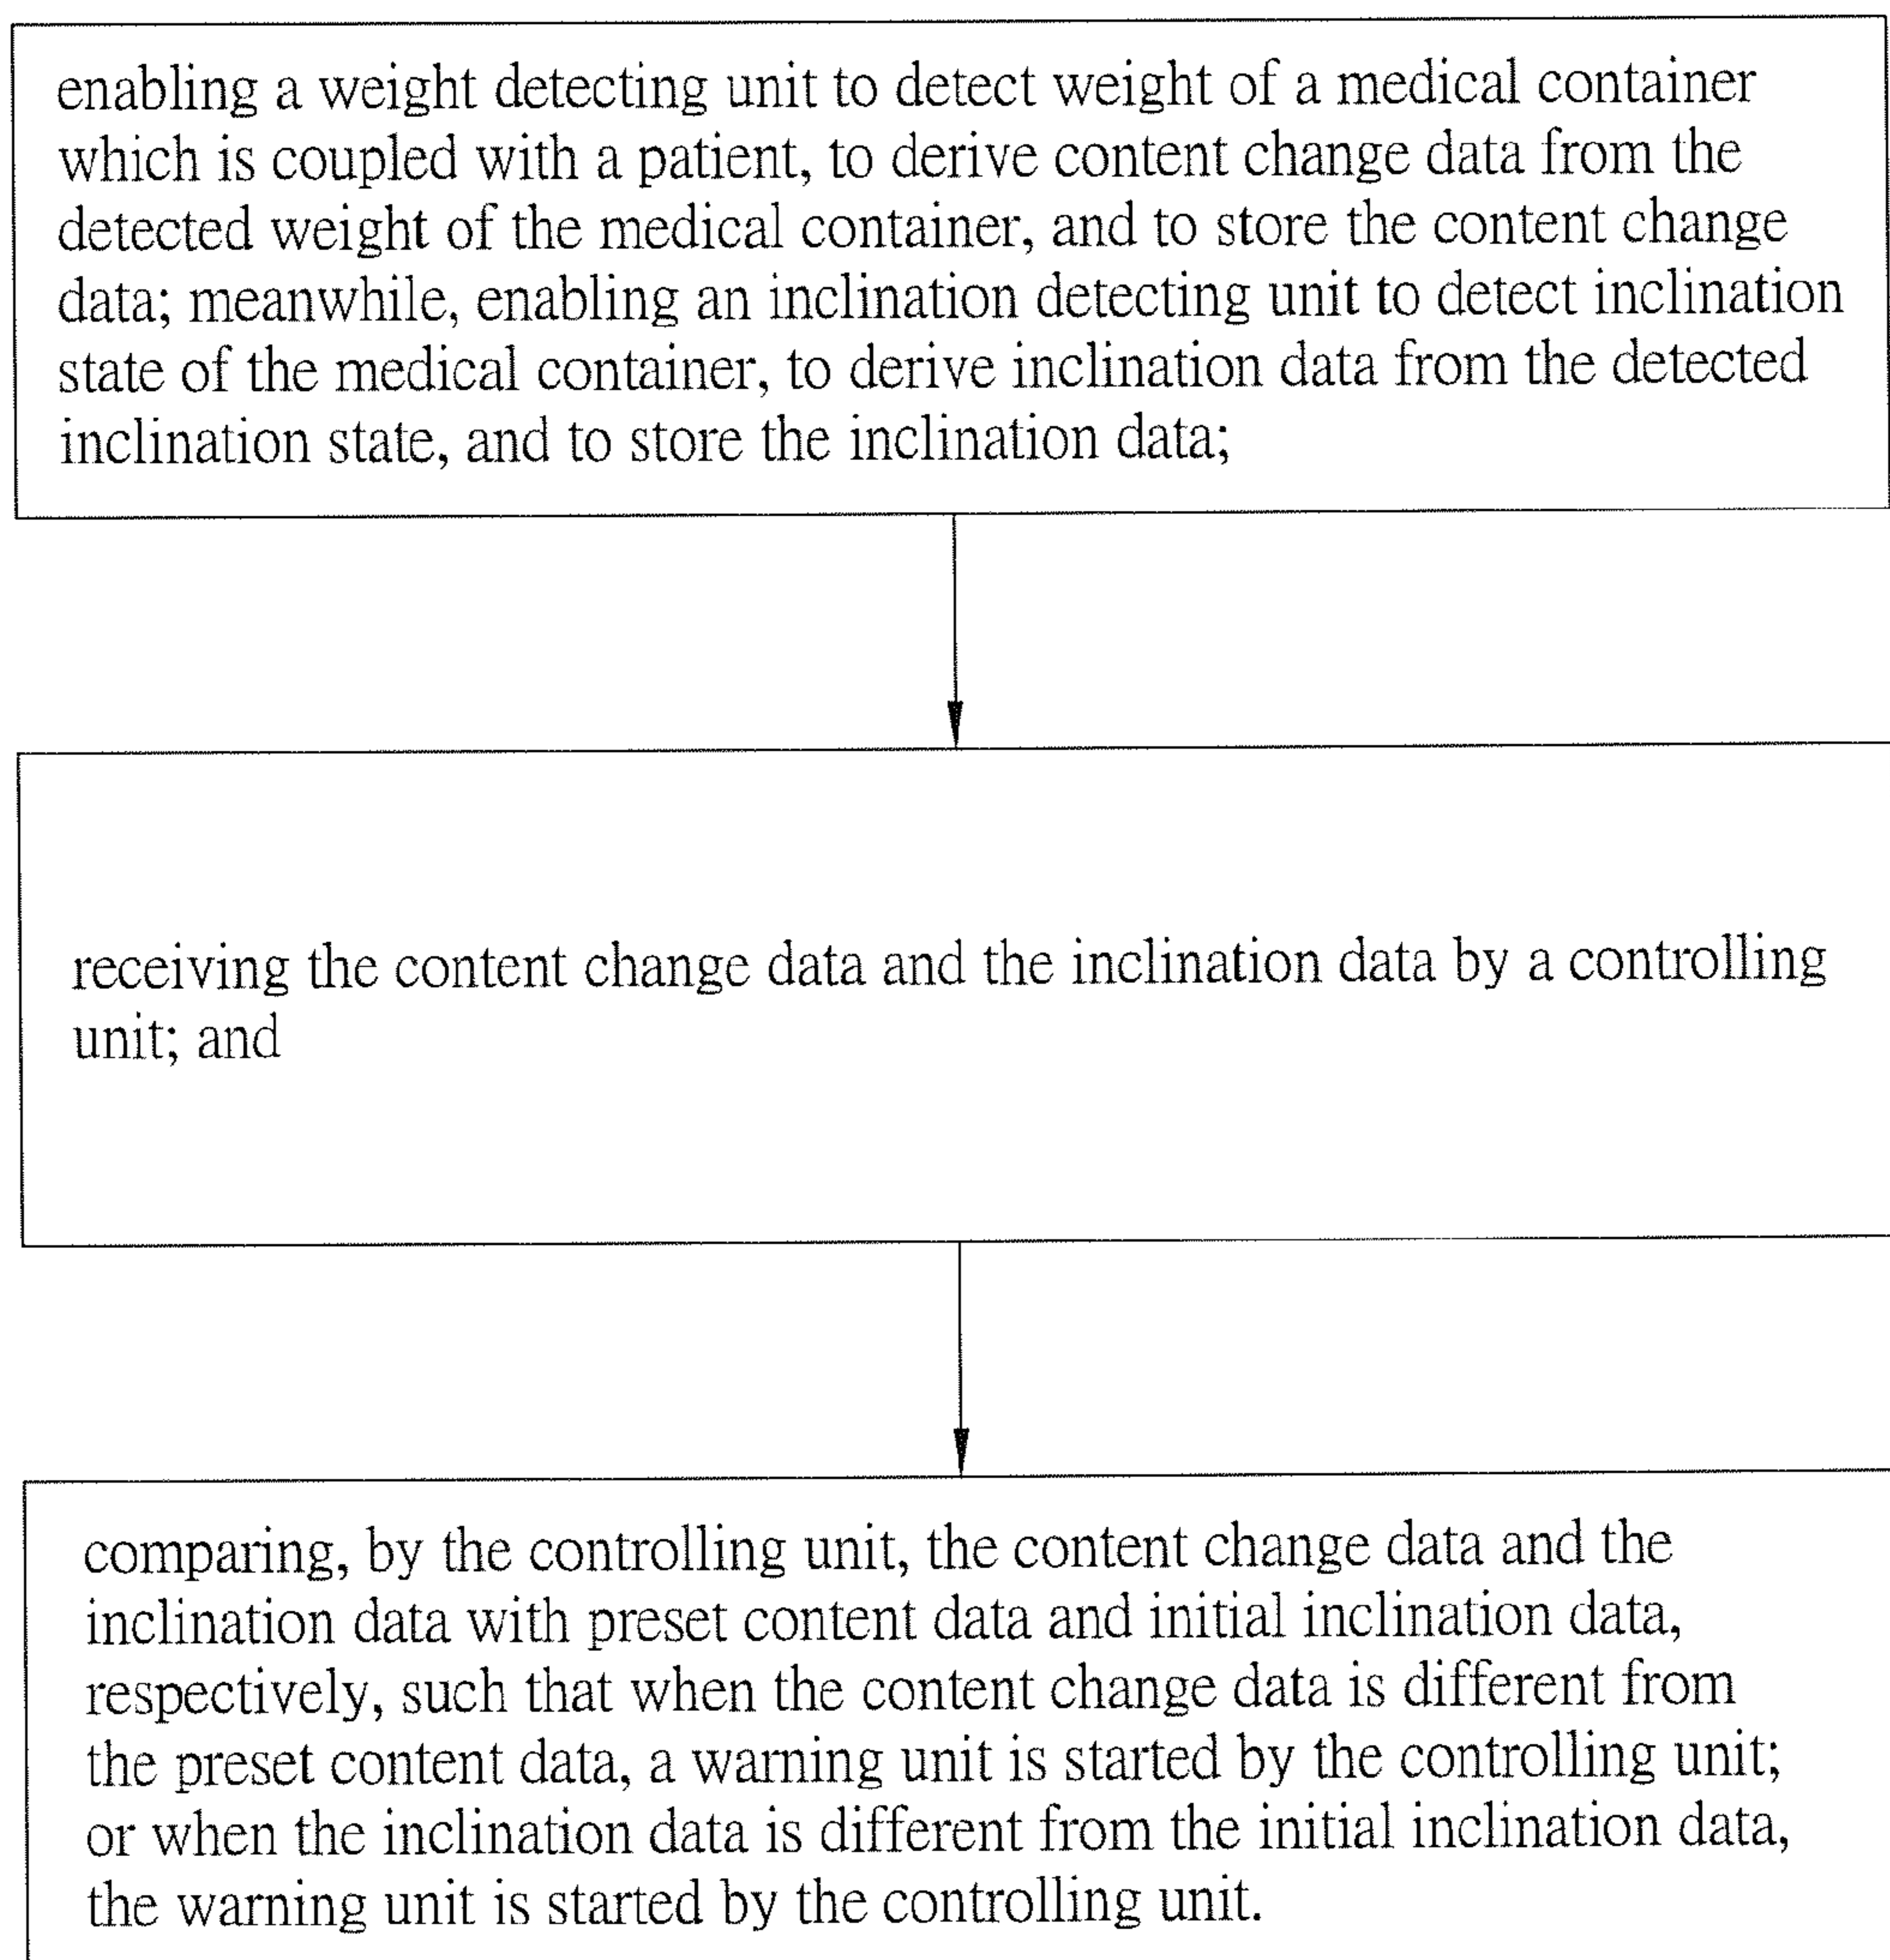 enabling a weight detecting unit to detect weight of a medical container
which is coupled with a patient, to derive content change data from the
detected weight of the medical container, and to store the content change
data; meanwhile, enabling an inclination detecting unit to detect inclination
state of the medical container, to derive inclination data from the detected
inclination state, and to store the inclination data;
receiving the content change data and the inclination data by a controlling
unit; and
comparing, by the controlling unit, the content change data and the
inclination data with preset content data and initial inclination data,
respectively, such that when the content change data is different from
the preset content data, a warning unit is started by the controlling unit;
or when the inclination data is different from the initial inclination data,
the warning unit is started by the controlling unit.